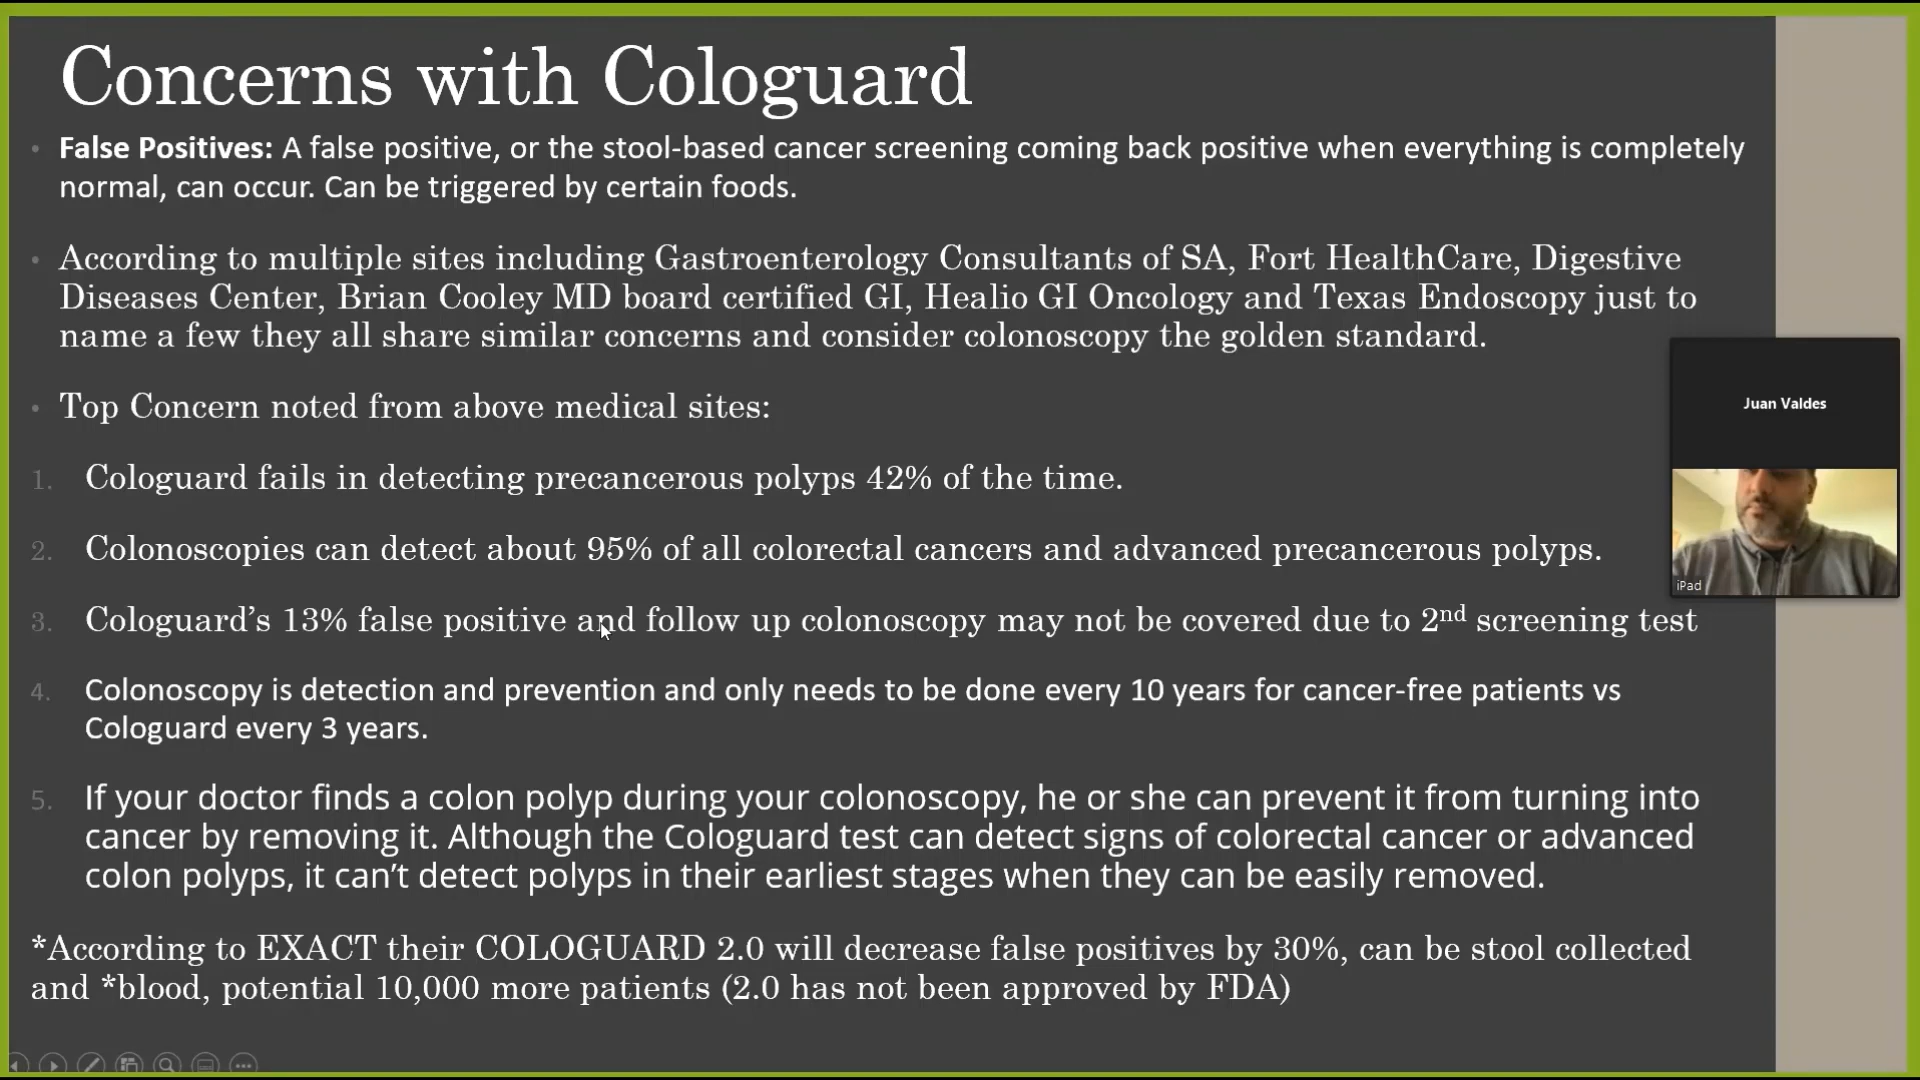 Concerns with Cologuard
• False Positives: A false positive, or the stool-based cancer screening coming back positive when everything is completely
normal, can occur. Can be triggered by certain foods.
• According to multiple sites including Gastroenterology Consultants of SA, Fort HealthCare, Digestive
Diseases Center, Brian Cooley MD board certified GI, Healio GI Oncology and Texas Endoscopy just to
name a few they all share similar concerns and consider colonoscopy the golden standard.
• Top Concern noted from above medical sites:
1. Cologuard fails in detecting precancerous polyps 42% of the time.
2. Colonoscopies can detect about 95% of all colorectal cancers and advanced precancerous polyps.
3. Cologuard’s 13% false positive and follow up colonoscopy may not be covered due to 2nd screening test
4. Colonoscopy is detection and prevention and only needs to be done every 10 years for cancer-free patients vs
Cologuard every 3 years.
5. If your doctor finds a colon polyp during your colonoscopy, he or she can prevent it from turning into
cancer by removing it. Although the Cologuard test can detect signs of colorectal cancer or advanced
colon polyps, it can’t detect polyps in their earliest stages when they can be easily removed.
*According to EXACT their COLOGUARD 2.0 will decrease false positives by 30%, can be stool collected
and *blood, potential 10,000 more patients (2.0 has not been approved by FDA)
Juan Valdes
iPad